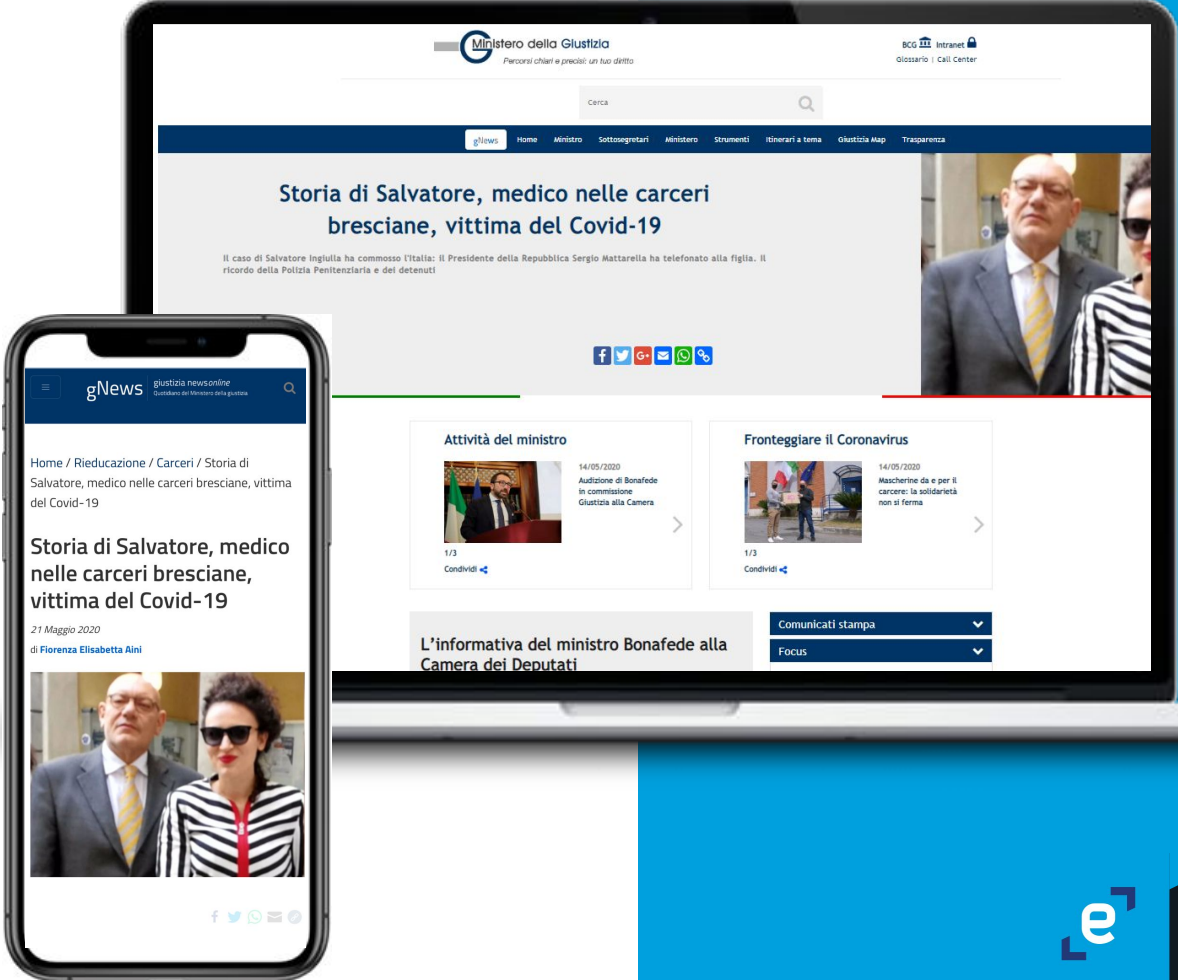 Ministero della Giustizia
Percorsi chiari e precisi: un tuo diritto
BCG Intranet
Glossario | Call Center
Cerca
gNews Home Ministro Sottosegretari Ministero Strumenti Itinerari a tema Giustizia Map Trasparenza
Storia di Salvatore, medico nelle carceri
bresciane, vittima del Covid-19
Il caso di Salvatore Ingiulla ha commosso l'Italia: il Presidente della Repubblica Sergio Mattarella ha telefonato alla figlia. Il
ricordo della Polizia Penitenziaria e dei detenuti
Attività del ministro
14/05/2020
Audizione di Bonafede
in commissione
Giustizia alla Camera
1/3
Condividi
Fronteggiare il Coronavirus
14/05/2020
Mascherine da e per il
carcere: la solidarietà
non si ferma
1/3
Condividi
L'informativa del ministro Bonafede alla
Camera dei Deputati
Comunicati stampa
Focus
gNews
giustizia newsonline
Quotidiano del Ministero della giustizia
Home / Rieducazione / Carceri / Storia di
Salvatore, medico nelle carceri bresciane, vittima
del Covid-19
Storia di Salvatore, medico
nelle carceri bresciane,
vittima del Covid-19
21 Maggio 2020
di Fiorenza Elisabetta Aini
e